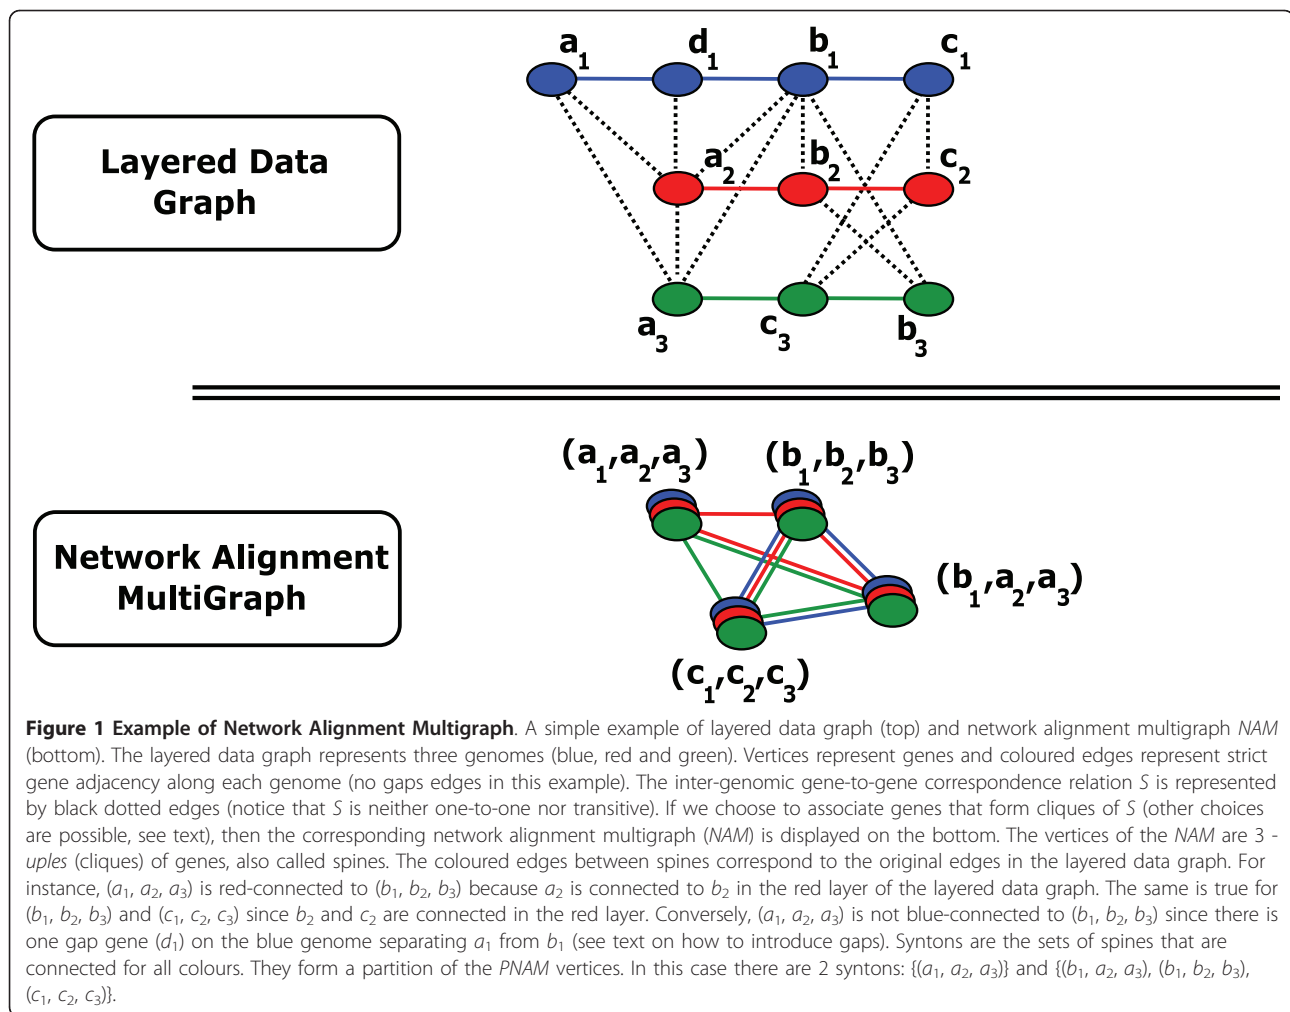 a1 d1 b1 c1
Layered Data
Graph
a2 b2 c2
a3 c3 b3
(a1,a2,a3) (b1,b2,b3)
Network Alignment
MultiGraph
(b1,a2,a3)
(c1,c2,c3)
Figure 1 Example of Network Alignment Multigraph. A simple example of layered data graph (top) and network alignment multigraph NAM
(bottom). The layered data graph represents three genomes (blue, red and green). Vertices represent genes and coloured edges represent strict
gene adjacency along each genome (no gaps edges in this example). The inter-genomic gene-to-gene correspondence relation S is represented
by black dotted edges (notice that S is neither one-to-one nor transitive). If we choose to associate genes that form cliques of S (other choices
are possible, see text), then the corresponding network alignment multigraph (NAM) is displayed on the bottom. The vertices of the NAM are 3 -
uples (cliques) of genes, also called spines. The coloured edges between spines correspond to the original edges in the layered data graph. For
instance, (a1, a2, a3) is red-connected to (b1, b2, b3) because a2 is connected to b2 in the red layer of the layered data graph. The same is true for
(b1, b2, b3) and (c1, c2, c3) since b2 and c2 are connected in the red layer. Conversely, (a1, a2, a3) is not blue-connected to (b1, b2, b3) since there is
one gap gene (d1) on the blue genome separating a1 from b1 (see text on how to introduce gaps). Syntons are the sets of spines that are
connected for all colours. They form a partition of the PNAM vertices. In this case there are 2 syntons: {(a1, a2, a3)} and {(b1, a2, a3), (b1, b2, b3),
(c1, c2, c3)}.